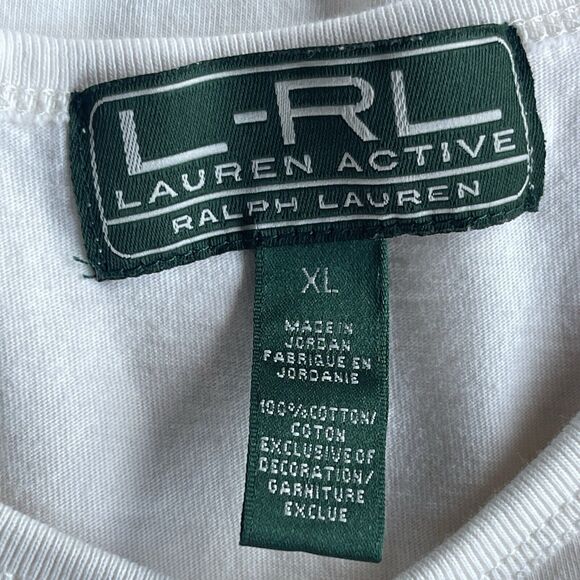 L-RL
LAUREN ACTIVE
RALPH LAUREN
XL
MADE IN
JORDAN
FABRIQUÉ EN
JORDANIE
100% COTTON/
COTON
EXCLUSIVE OF
DECORATION/
GARNITURE
EXCLUE